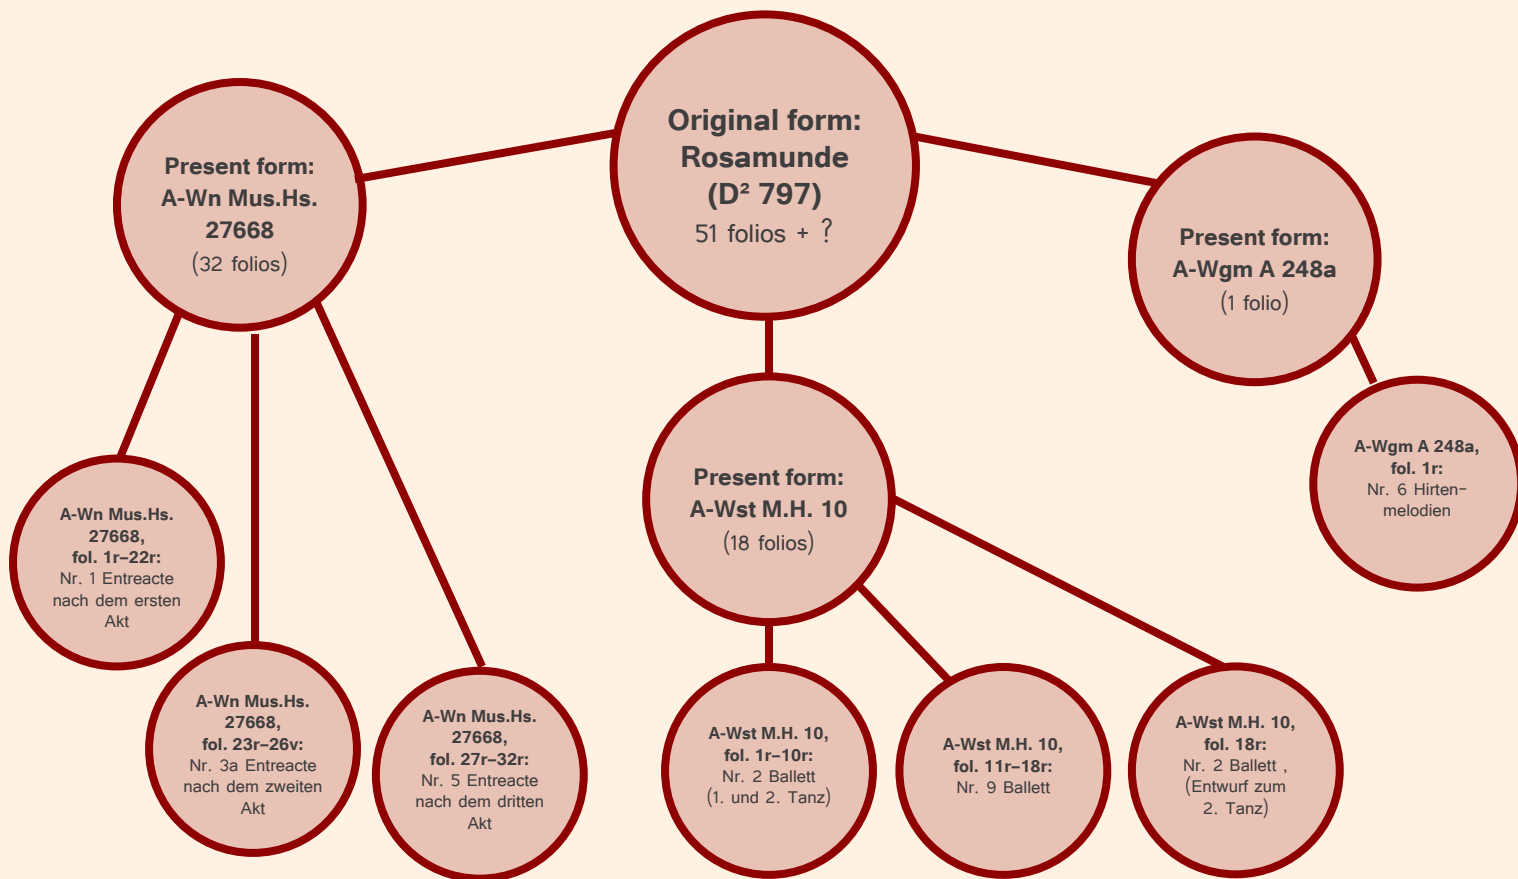 Original form:
Rosamunde
(D² 797)
51 folios + ?
Present form:
A-Wn Mus.Hs.
27668
(32 folios)
Present form:
A-Wgm A 248a
(1 folio)
Present form:
A-Wst M.H. 10
(18 folios)
A-Wgm A 248a,
fol. 1r:
Nr. 6 Hirten-
melodien
A-Wn Mus.Hs.
27668,
fol. 1r–22r:
Nr. 1 Entreacte
nach dem ersten
Akt
A-Wn Mus.Hs.
27668,
fol. 23r–26v:
Nr. 3a Entreacte
nach dem zweiten
Akt
A-Wn Mus.Hs.
27668,
fol. 27r–32r:
Nr. 5 Entreacte
nach dem dritten
Akt
A-Wst M.H. 10,
fol. 1r–10r:
Nr. 2 Ballett
(1. und 2. Tanz)
A-Wst M.H. 10,
fol. 11r–18r:
Nr. 9 Ballett
A-Wst M.H. 10,
fol. 18r:
Nr. 2 Ballett ,
(Entwurf zum
2. Tanz)